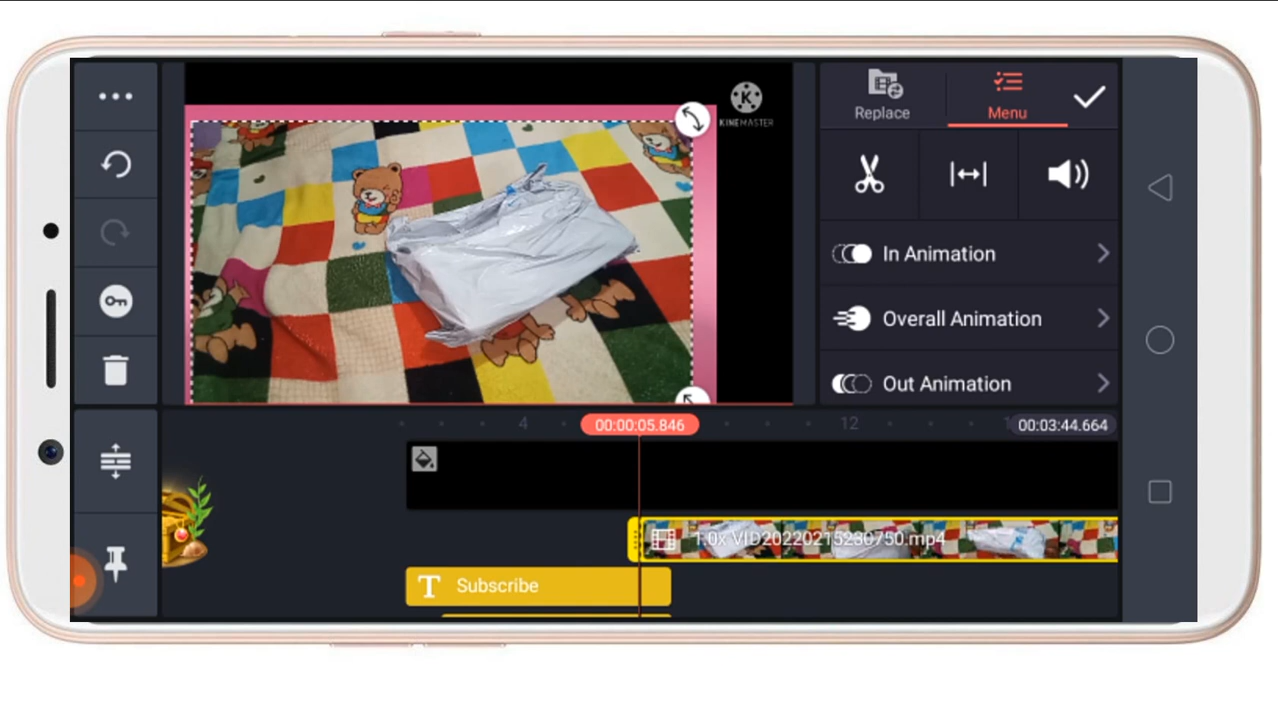 KINEMASTER
Replace
Menu
In Animation
Overall Animation
Out Animation
4
00:00:05.846
12
00:03:44.664
1.0x VID20220215230750.mp4
T Subscribe